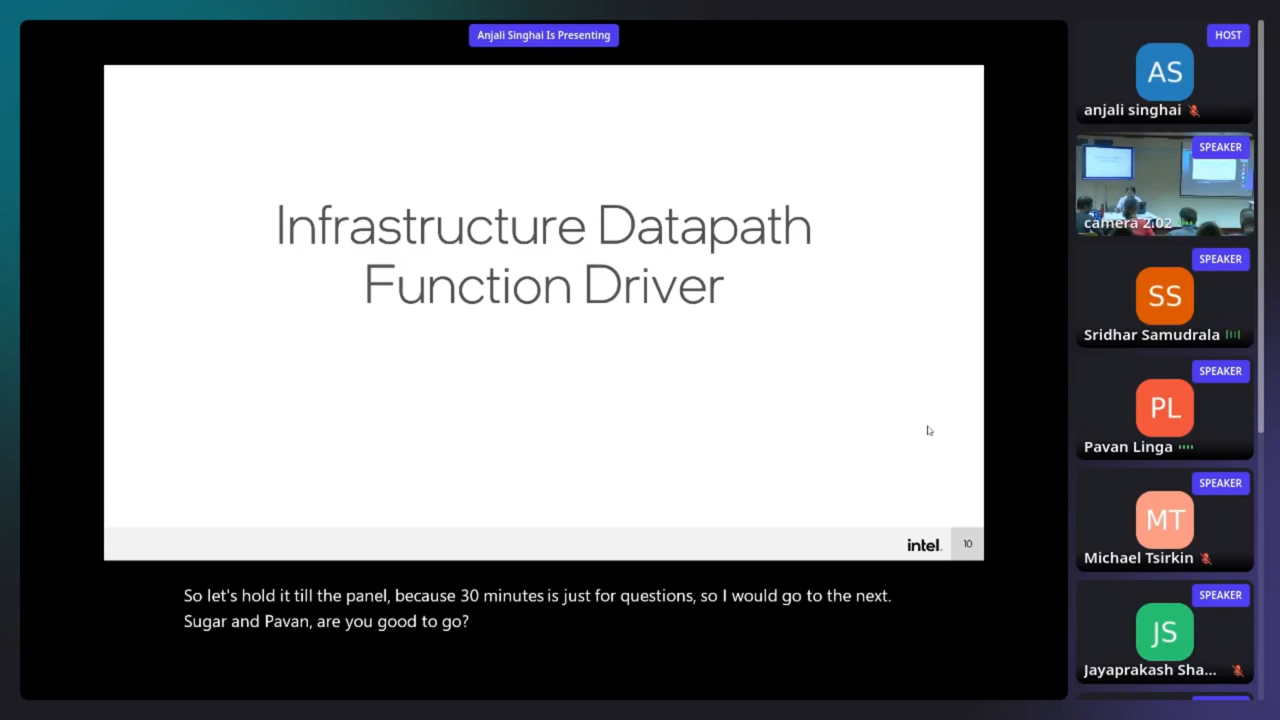 Anjali Singhai Is Presenting
Infrastructure Datapath
Function Driver
intel.
10
So let's hold it till the panel, because 30 minutes is just for questions, so I would go to the next.
Sugar and Pavan, are you good to go?
HOST
AS
anjali singhai
SPEAKER
camera 2.02
SPEAKER
SS
Sridhar Samudrala
SPEAKER
PL
Pavan Linga
SPEAKER
MT
Michael Tsirkin
SPEAKER
JS
Jayaprakash Sha...